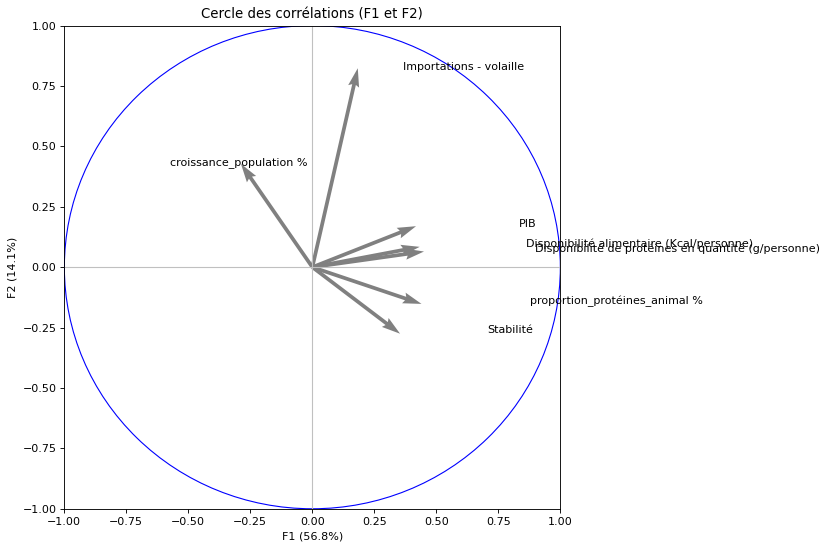 Cercle des corrélations (F1 et F2)
1.00
0.75
0.50
0.25
0.00
−0.25
−0.50
−0.75
−1.00
F2 (14.1%)
Importations - volaille
croissance_population %
PIB
Disponibilité alimentaire (Kcal/personne)
Disponibilité de protéines en quantité (g/personne)
proportion_protéines_animal %
Stabilité
−1.00 −0.75 −0.50 −0.25 0.00 0.25 0.50 0.75 1.00
F1 (56.8%)